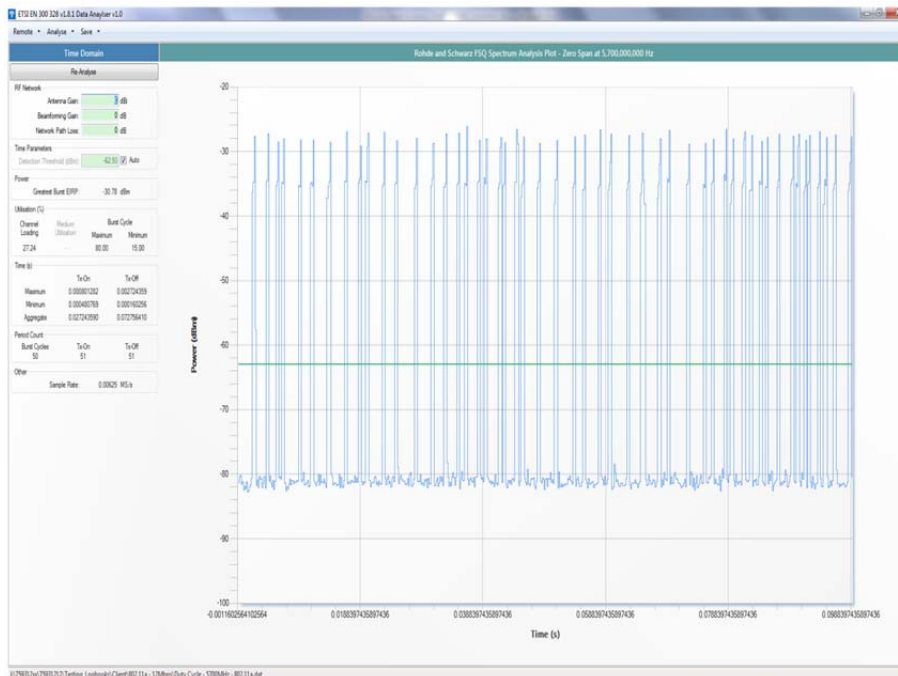 ETSI EN 300 328 v1.8.1 Data Analyser v1.0
Remote Analyse Save
Time Domain
Rohde and Schwarz FSQ Spectrum Analysis Plot - Zero Span at 5,700,000,000 Hz
Re-Analyse
RF Network
Antenna Gain: dBi
Beamforming Gain: 0 dB
Network Path Loss: 0 dB
Time Parameters
Detection Threshold (dBm): -62.93 Auto
Power
Greatest Burst EIRP: -30.78 dBm
Utilisation (%)
Channel Loading
Medium Utilisation
Burst Cycle
Maximum Minimum
27.24 80.00 15.00
Time (s)
Tx-On Tx-Off
Maximum 0.000801282 0.002724359
Minimum 0.000480769 0.000160256
Aggregate 0.027243590 0.072756410
Period Count
Burst Cycles Tx-On Tx-Off
50 51 51
Other
Sample Rate: 0.00625 MS/s
Power (dBm)
-20
-30
-40
-50
-60
-70
-80
-90
-100
-0.0011602564102564 0.0188397435897436 0.0388397435897436 0.0588397435897436 0.0788397435897436 0.0988397435897436
Time (s)